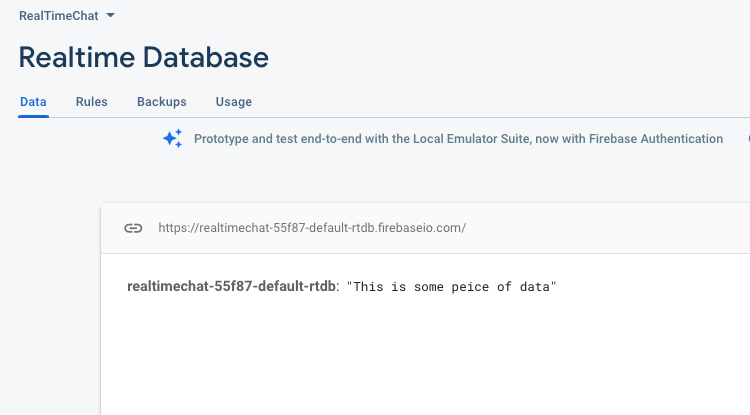 RealTimeChat
Realtime Database
Data Rules Backups Usage
Prototype and test end-to-end with the Local Emulator Suite, now with Firebase Authentication
https://realtimechat-55f87-default-rtdb.firebaseio.com/
realtimechat-55f87-default-rtdb: "This is some peice of data"